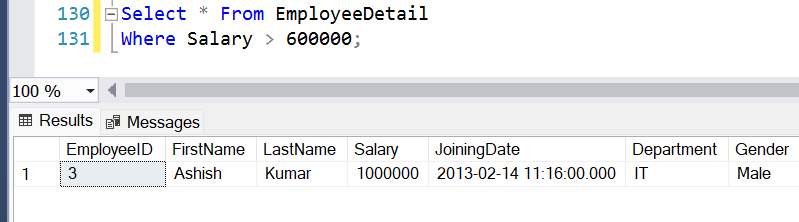 130 Select * From EmployeeDetail
131 Where Salary > 600000;
100 %
Results Messages
EmployeeID FirstName LastName Salary JoiningDate Department Gender
1 3 Ashish Kumar 1000000 2013-02-14 11:16:00.000 IT Male